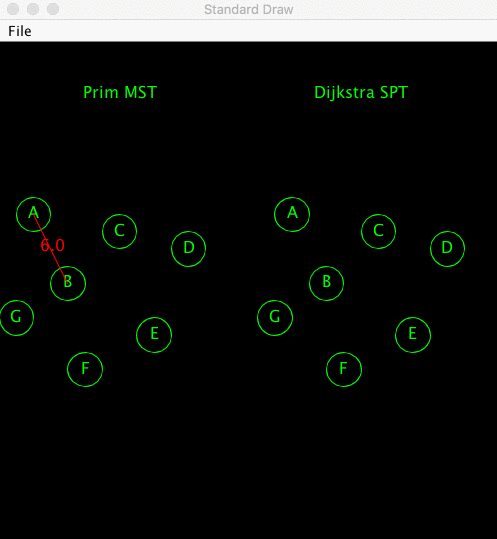 Standard Draw
File
Prim MST
Dijkstra SPT
A
C
D
6.0
B
G
E
F
A
C
D
B
G
E
F